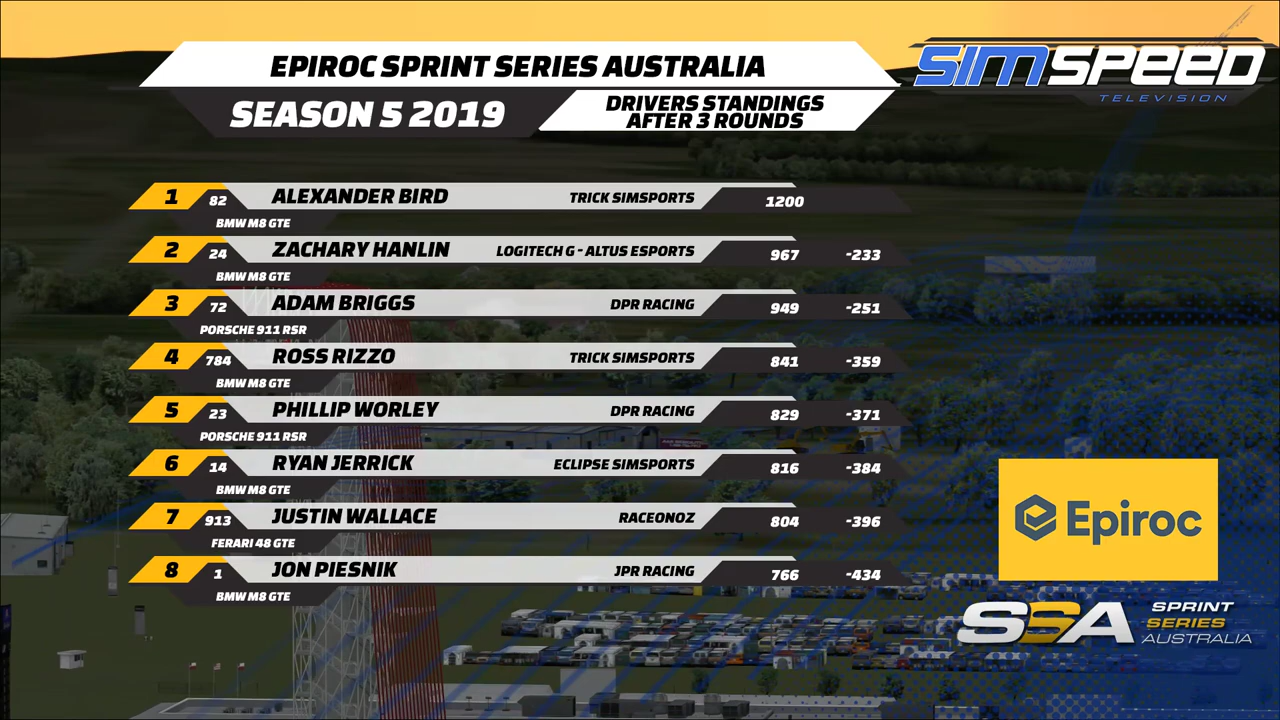 EPIROC SPRINT SERIES AUSTRALIA
SIMSPEED
TELEVISION
SEASON 5 2019
DRIVERS STANDINGS
AFTER 3 ROUNDS
1 82 ALEXANDER BIRD TRICK SIMSPORTS 1200
BMW M8 GTE
2 24 ZACHARY HANLIN LOGITECH G - ALTUS ESPORTS 967 -233
BMW M8 GTE
3 72 ADAM BRIGGS DPR RACING 949 -251
PORSCHE 911 RSR
4 784 ROSS RIZZO TRICK SIMSPORTS 841 -359
BMW M8 GTE
5 23 PHILLIP WORLEY DPR RACING 829 -371
PORSCHE 911 RSR
6 14 RYAN JERRICK ECLIPSE SIMSPORTS 816 -384
BMW M8 GTE
7 913 JUSTIN WALLACE RACEONOZ 804 -396
FERARI 48 GTE
8 1 JON PIESNIK JPR RACING 766 -434
BMW M8 GTE
Epiroc
SSA SPRINT
SERIES
AUSTRALIA